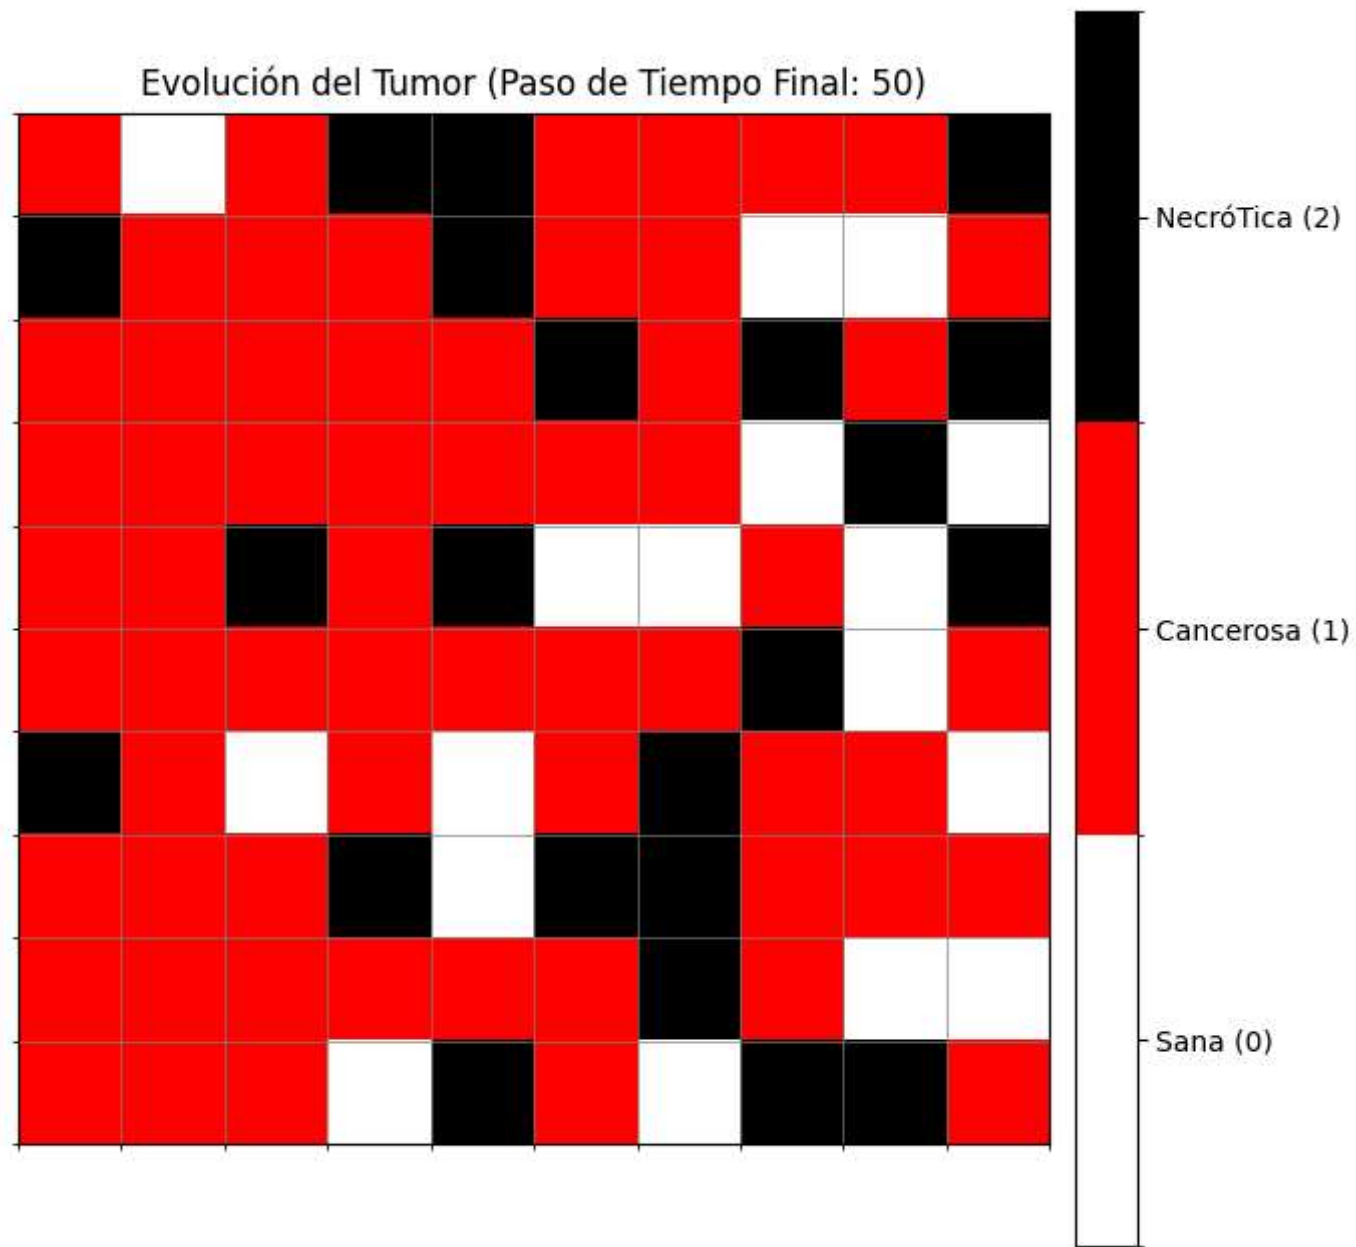 Evolución del Tumor (Paso de Tiempo Final: 50)
NecróTica (2)
Cancerosa (1)
Sana (0)